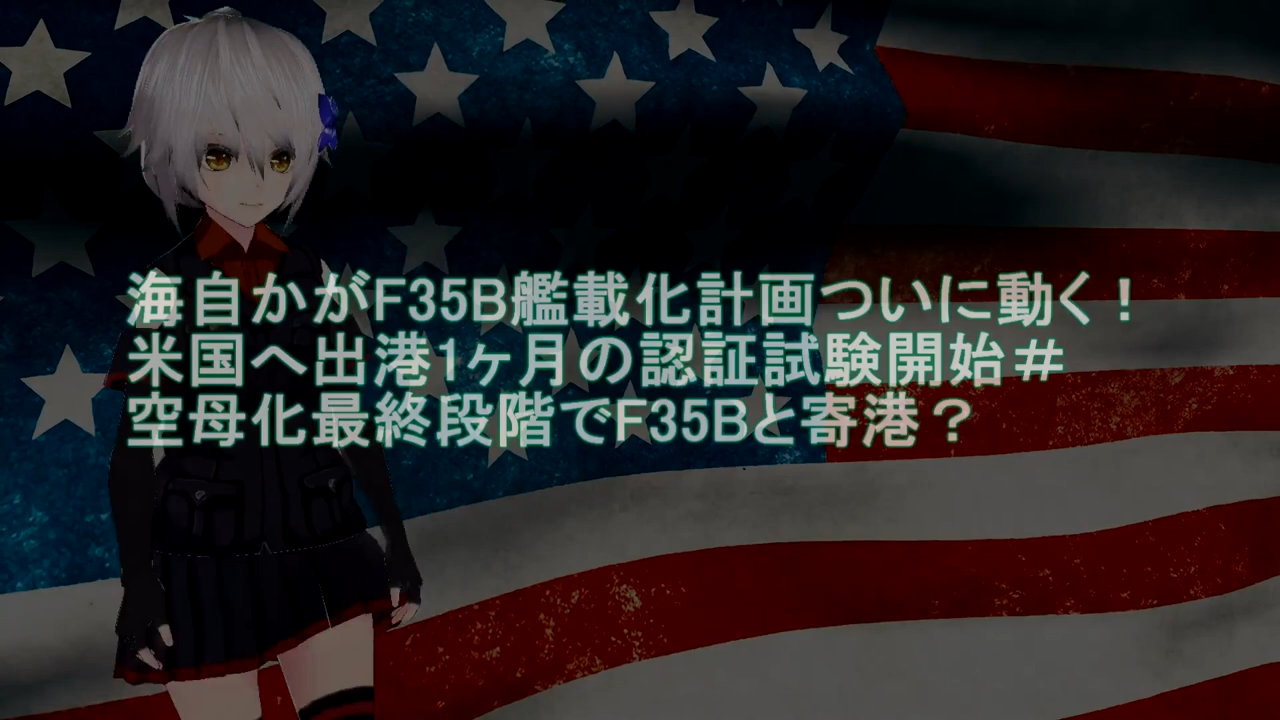 海自かがF35B艦載化計画ついに動く！
米国へ出港1ヶ月の認証試験開始＃
空母化最終段階でF35Bと寄港？